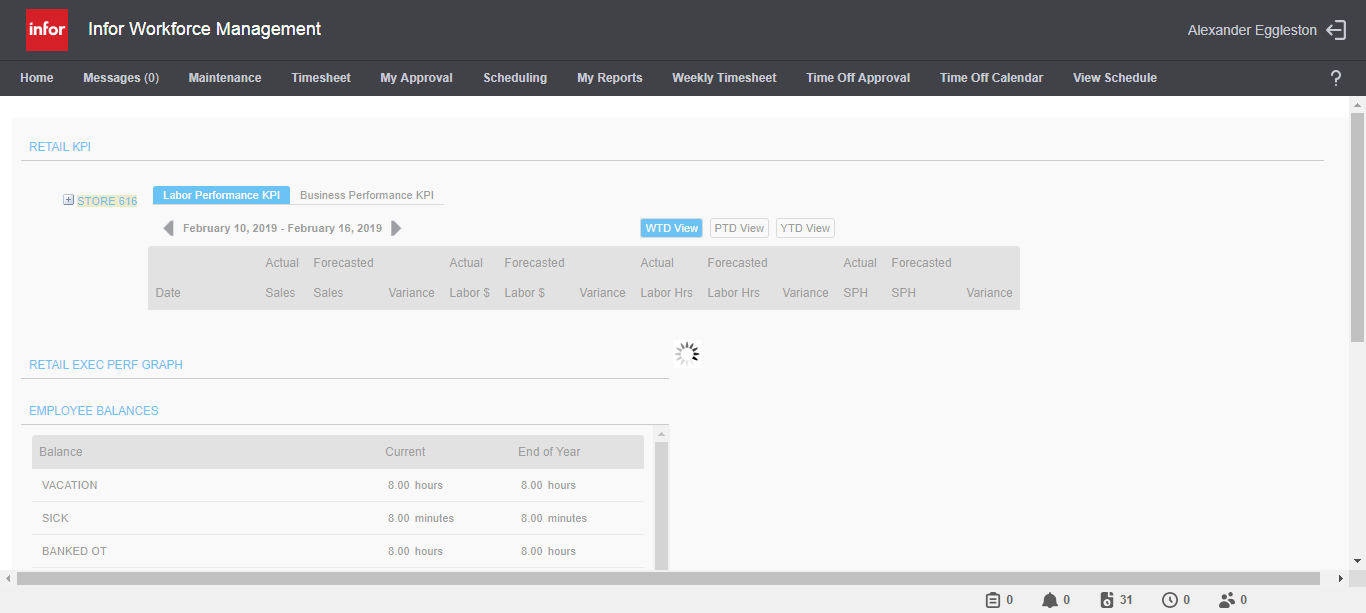 infor Infor Workforce Management Alexander Eggleston
Home Messages (0) Maintenance Timesheet My Approval Scheduling My Reports Weekly Timesheet Time Off Approval Time Off Calendar View Schedule ?
RETAIL KPI
STORE 616 Labor Performance KPI Business Performance KPI
February 10, 2019 - February 16, 2019 WTD View PTD View YTD View
Actual Forecasted Actual Forecasted Actual Forecasted Actual Forecasted
Date Sales Sales Variance Labor $ Labor $ Variance Labor Hrs Labor Hrs Variance SPH SPH Variance
RETAIL EXEC PERF GRAPH
EMPLOYEE BALANCES
Balance Current End of Year
VACATION 8.00 hours 8.00 hours
SICK 8.00 minutes 8.00 minutes
BANKED OT 8.00 hours 8.00 hours
0 0 31 0 0